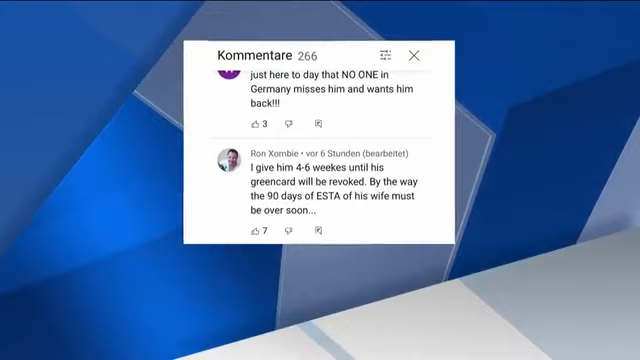 Kommentare 266
just here to day that NO ONE in
Germany misses him and wants him
back!!!
3
Ron Xombie • vor 6 Stunden (bearbeitet)
I give him 4-6 weekes until his
greencard will be revoked. By the way
the 90 days of ESTA of his wife must
be over soon...
7